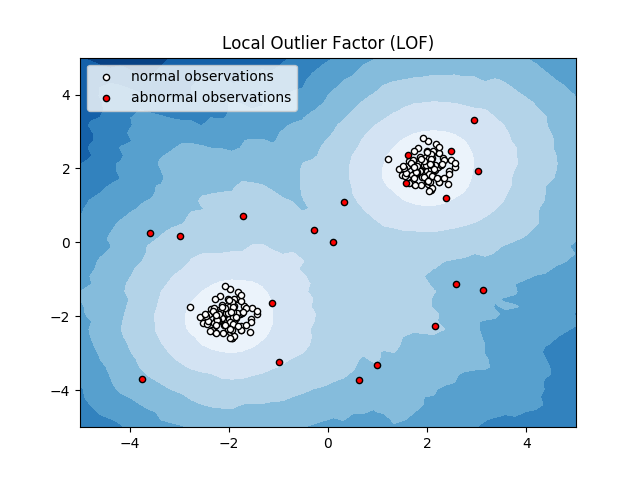 Local Outlier Factor (LOF)
normal observations
abnormal observations
4
2
0
−2
−4
−4 −2 0 2 4